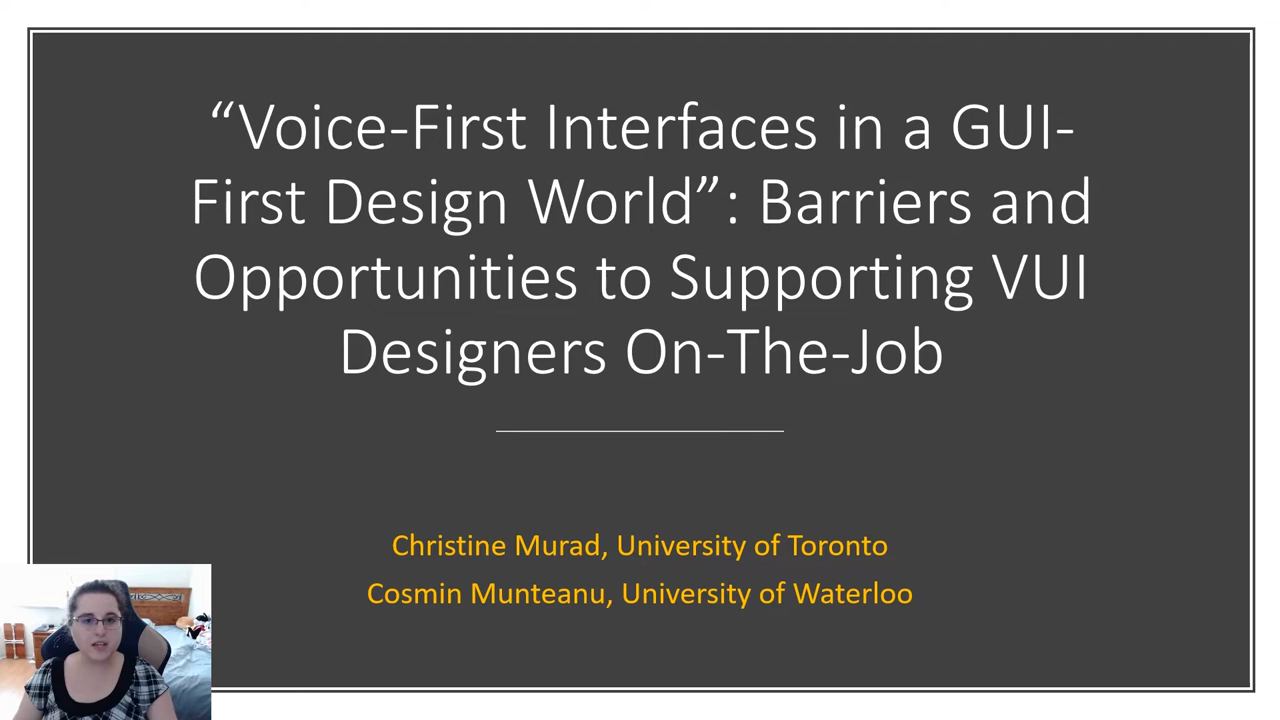 “Voice-First Interfaces in a GUI-
First Design World”: Barriers and
Opportunities to Supporting VUI
Designers On-The-Job
Christine Murad, University of Toronto
Cosmin Munteanu, University of Waterloo